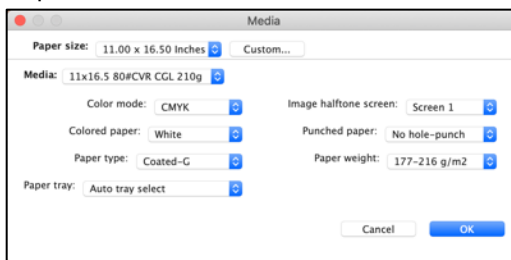 Media
Paper size: 11.00 x 16.50 Inches Custom...
Media: 11x16.5 80#CVR CGL 210g
Color mode: CMYK Image halftone screen: Screen 1
Colored paper: White Punched paper: No hole-punch
Paper type: Coated-G Paper weight: 177-216 g/m2
Paper tray: Auto tray select
Cancel OK